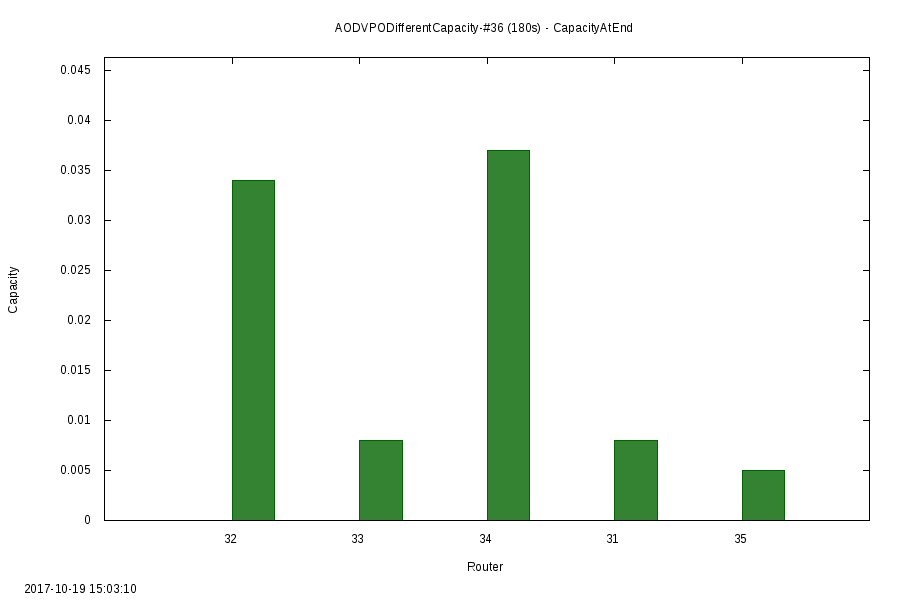 AODVPODifferentCapacity-#36 (180s) - CapacityAtEnd
0.045
0.04
0.035
0.03
0.025
0.02
0.015
0.01
0.005
0
Capacity
32 33 34 31 35
Router
2017-10-19 15:03:10